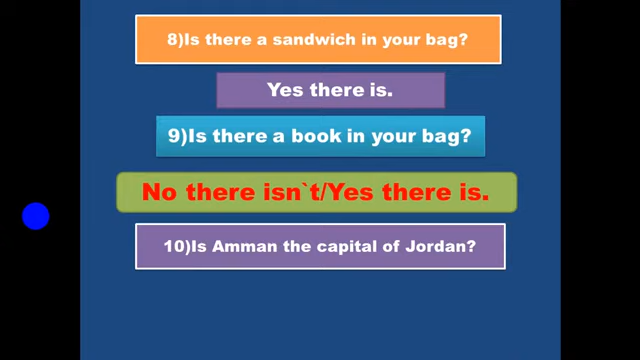 8)Is there a sandwich in your bag?
Yes there is.
9)Is there a book in your bag?
No there isn`t/Yes there is.
10)Is Amman the capital of Jordan?